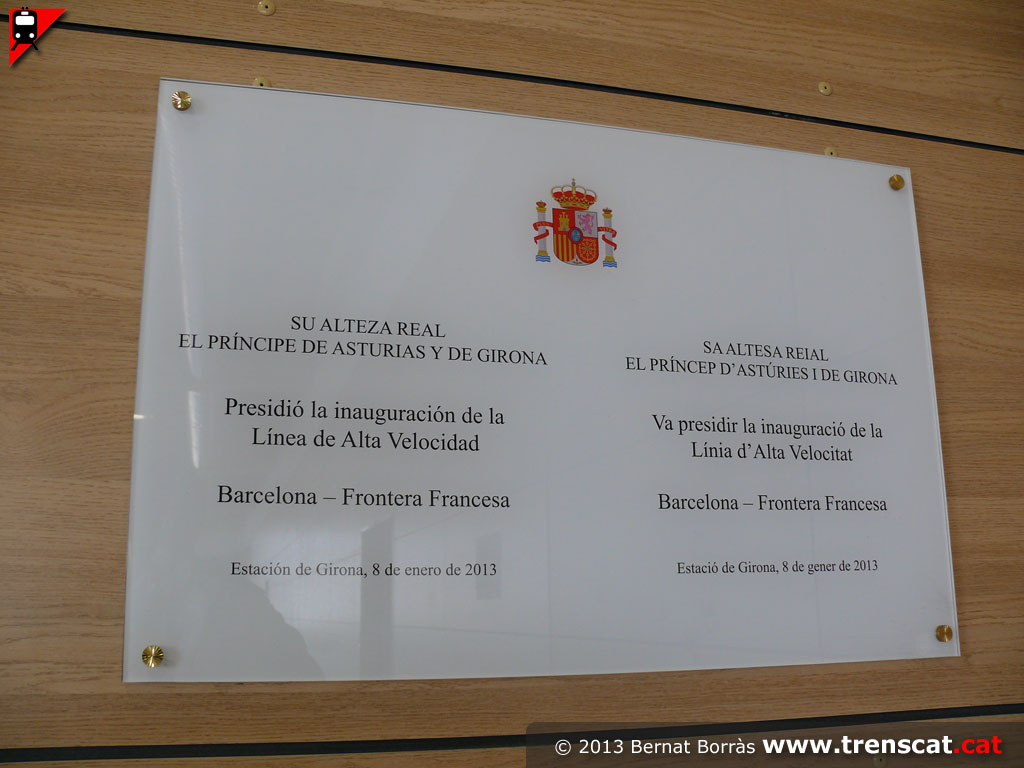 SU ALTEZA REAL
EL PRÍNCIPE DE ASTURIAS Y DE GIRONA
Presidió la inauguración de la
Línea de Alta Velocidad
Barcelona – Frontera Francesa
Estación de Girona, 8 de enero de 2013
SA ALTESA REIAL
EL PRÍNCEP D’ASTÚRIES I DE GIRONA
Va presidir la inauguració de la
Línia d’Alta Velocitat
Barcelona – Frontera Francesa
Estació de Girona, 8 de gener de 2013
© 2013 Bernat Borràs www.trenscat.cat